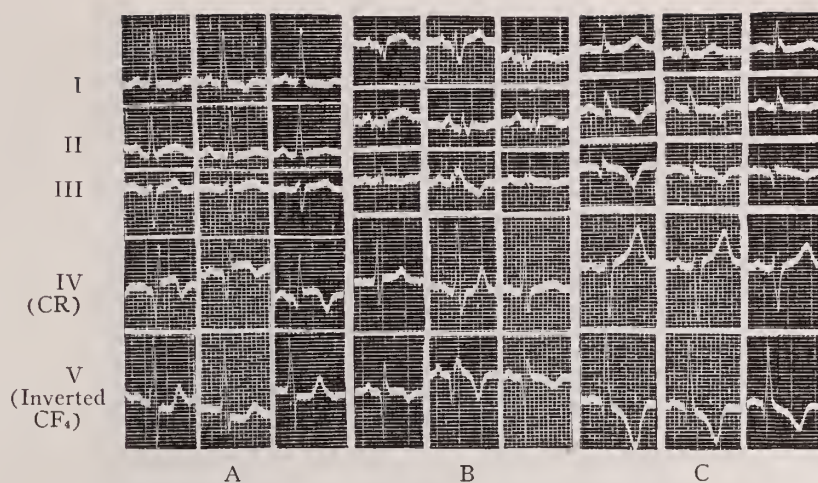 I
II
III
IV
(CR)
V
(Inverted
CF₄)
A B C